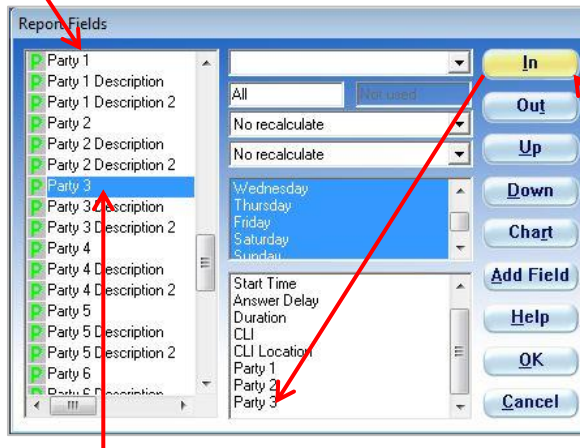 Report Fields
Party 1
Party 1 Description
Party 1 Description 2
Party 2
Party 2 Description
Party 2 Description 2
Party 3
Party 3 Description
Party 3 Description 2
Party 4
Party 4 Description
Party 4 Description 2
Party 5
Party 5 Description
Party 5 Description 2
Party 6
Party 6 Description
All
Not used
No recalculate
No recalculate
Wednesday
Thursday
Friday
Saturday
Sunday
Start Time
Answer Delay
Duration
CLI
CLI Location
Party 1
Party 2
Party 3
In
Out
Up
Down
Chart
Add Field
Help
OK
Cancel